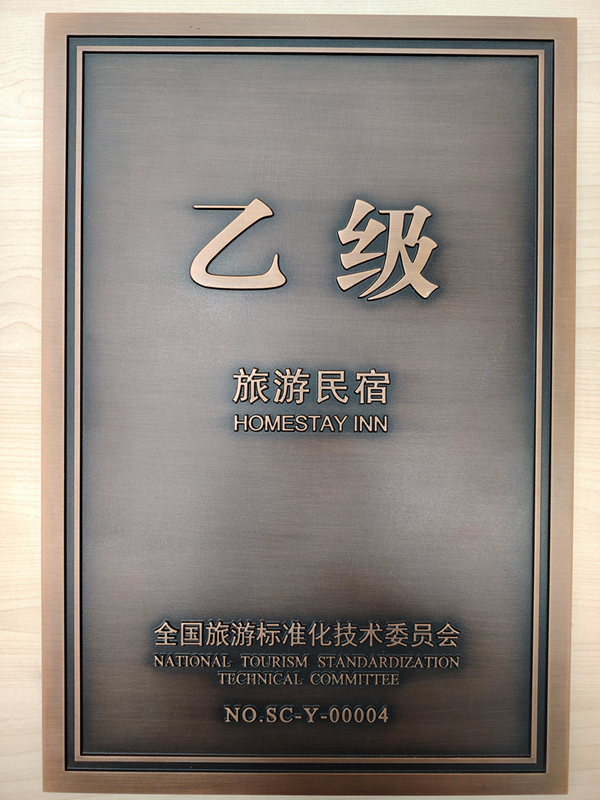 乙级
旅游民宿
HOMESTAY INN
全国旅游标准化技术委员会
NATIONAL TOURISM STANDARDIZATION
TECHNICAL COMMITTEE
NO.SC-Y-00004